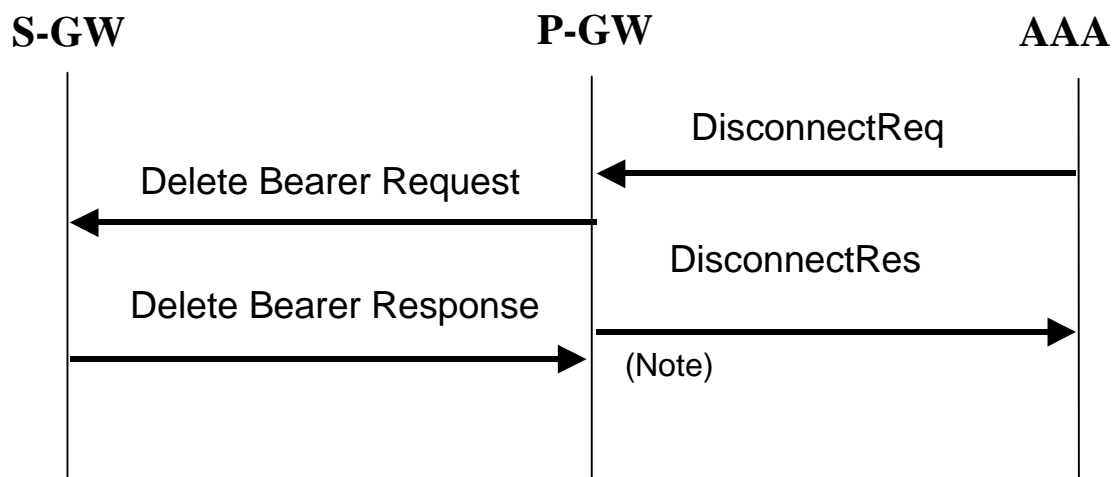 S-GW
P-GW
AAA
DisconnectReq
Delete Bearer Request
DisconnectRes
Delete Bearer Response
(Note)